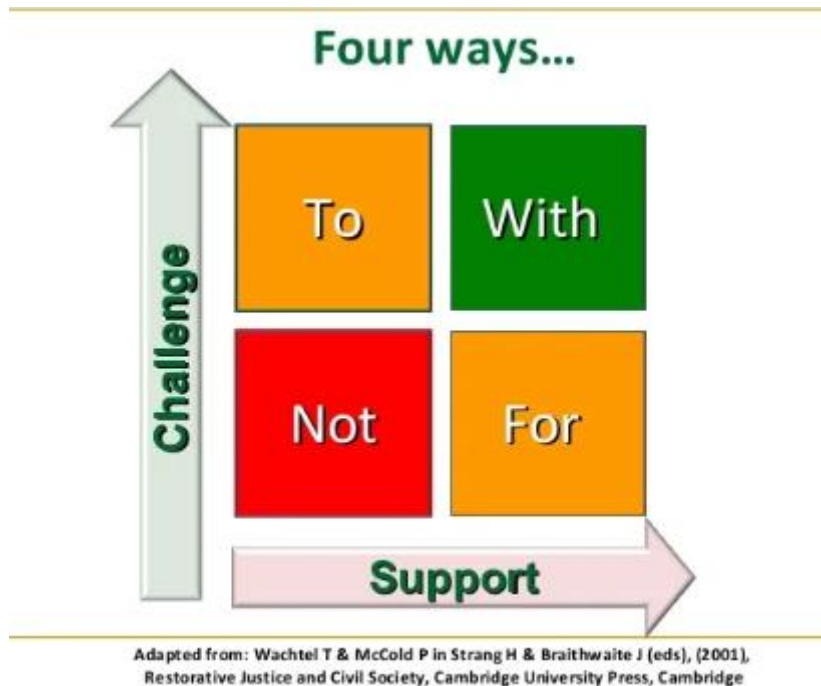 Four ways...
Challenge
To
With
Not
For
Support
Adapted from: Wachtel T & McCold P in Strang H & Braithwaite J (eds), (2001),
Restorative Justice and Civil Society, Cambridge University Press, Cambridge